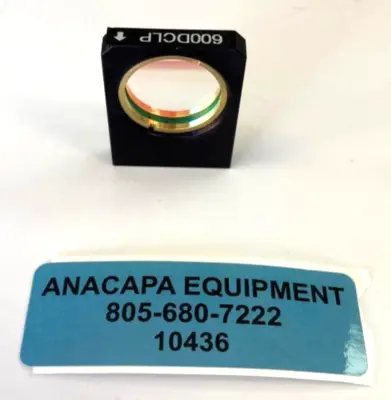 ↓ 600DCLP
ANACAPA EQUIPMENT
805-680-7222
10436